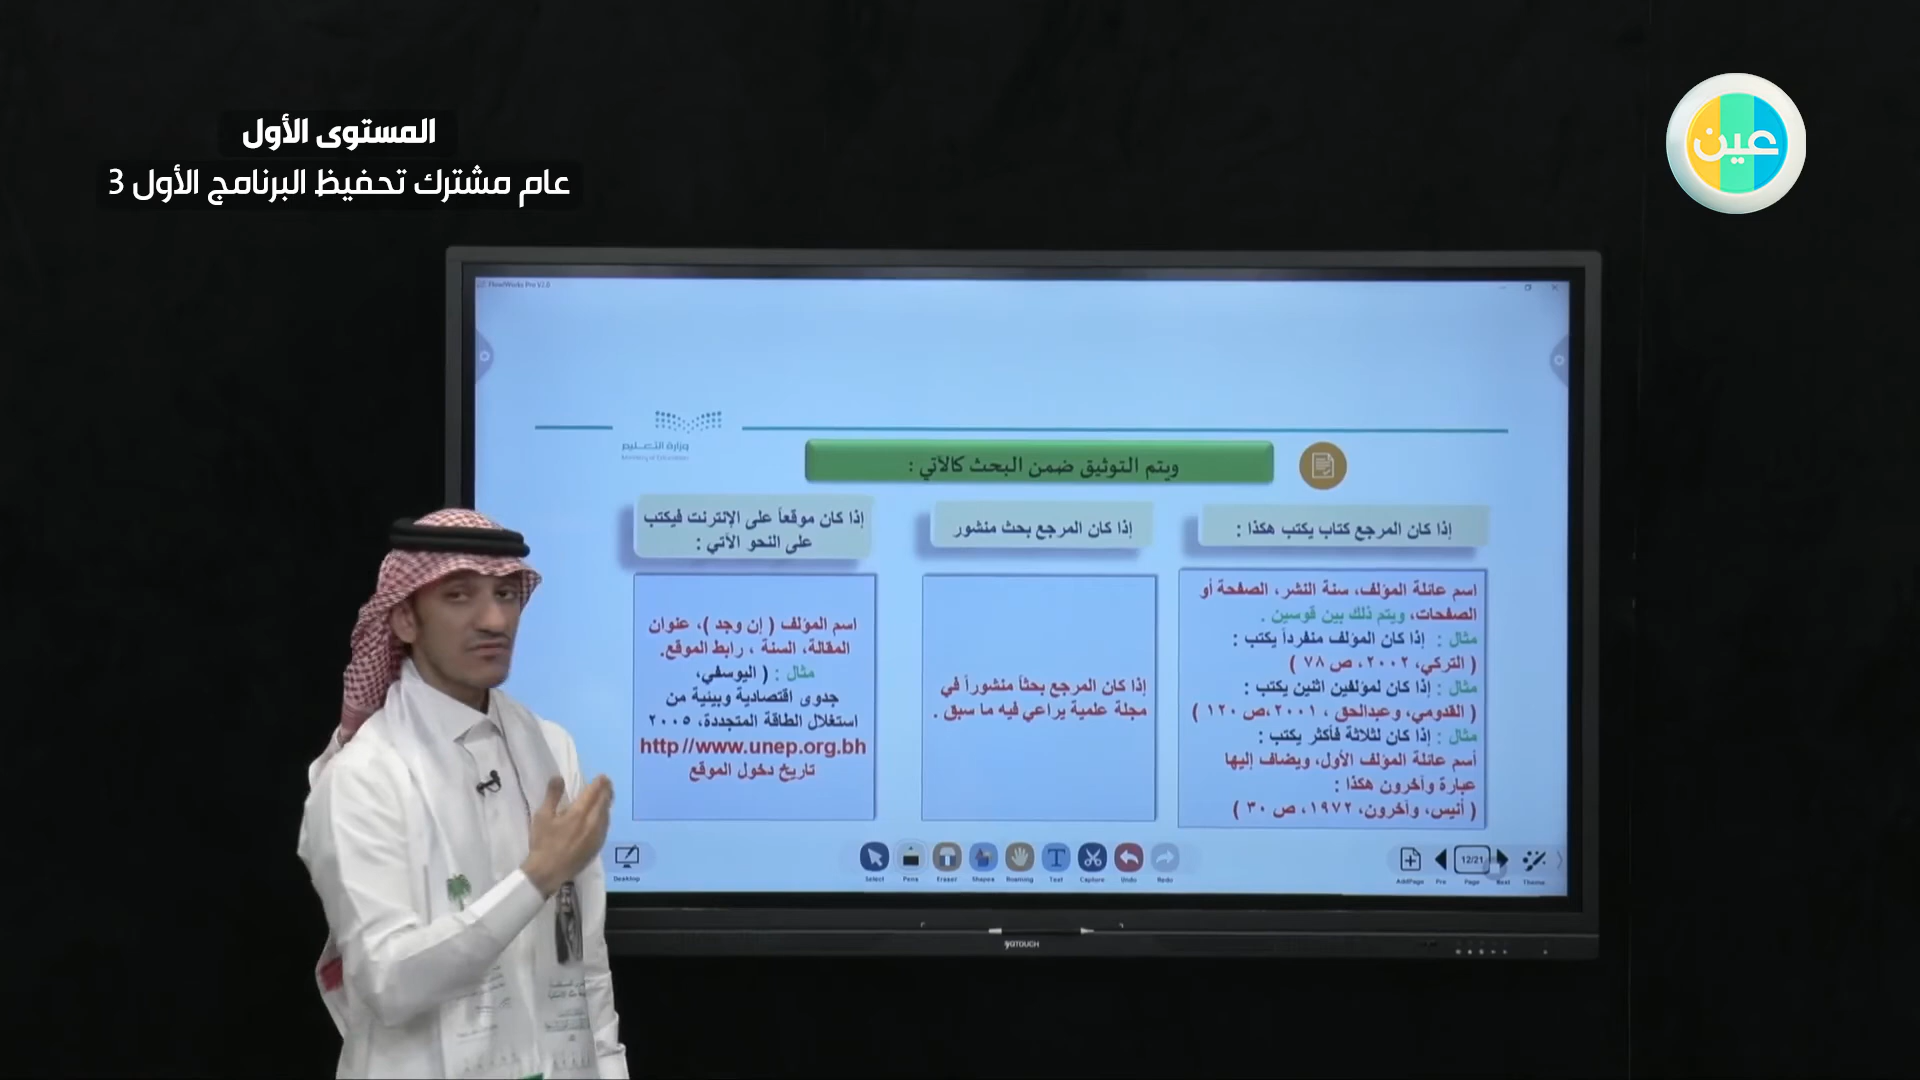 المستوى الأول
عام مشترك تحفيظ البرنامج الأول 3
عين
وزارة التعليم
Ministry of Education
ويتم التوثيق ضمن البحث كالآتي :
إذا كان المرجع كتاب يكتب هكذا :
اسم عائلة المؤلف، سنة النشر، الصفحة أو
الصفحات، ويتم ذلك بين قوسين .
مثال : إذا كان المؤلف منفرداً يكتب :
( التركي، ٢٠٠٢، ص ٧٨ )
مثال : إذا كان لمؤلفين اثنين يكتب :
( القدومي، وعبدالحق ، ٢٠٠١،ص ١٢٠ )
مثال : إذا كان لثلاثة فأكثر يكتب :
أسم عائلة المؤلف الأول، ويضاف إليها
عبارة وآخرون هكذا :
( أنيس، وآخرون، ١٩٧٢، ص ٣٠ )
إذا كان المرجع بحث منشور
إذا كان المرجع بحثاً منشوراً في
مجلة علمية يراعي فيه ما سبق .
إذا كان موقعاً على الإنترنت فيكتب
على النحو الآتي :
اسم المؤلف ( إن وجد )، علوان
المقالة، السنة ، رابط الموقع.
مثال : ( اليوسفي،
جدوى اقتصادية وبيئية من
استغلال الطاقة المتجددة، ٢٠٠٥
http//www.unep.org.bh
تاريخ دخول الموقع
Desktop
Select
Pens
Eraser
Shapes
Roaming
Text
Capture
Undo
Redo
AddPage
Pre
12/21
Page
Next
Theme